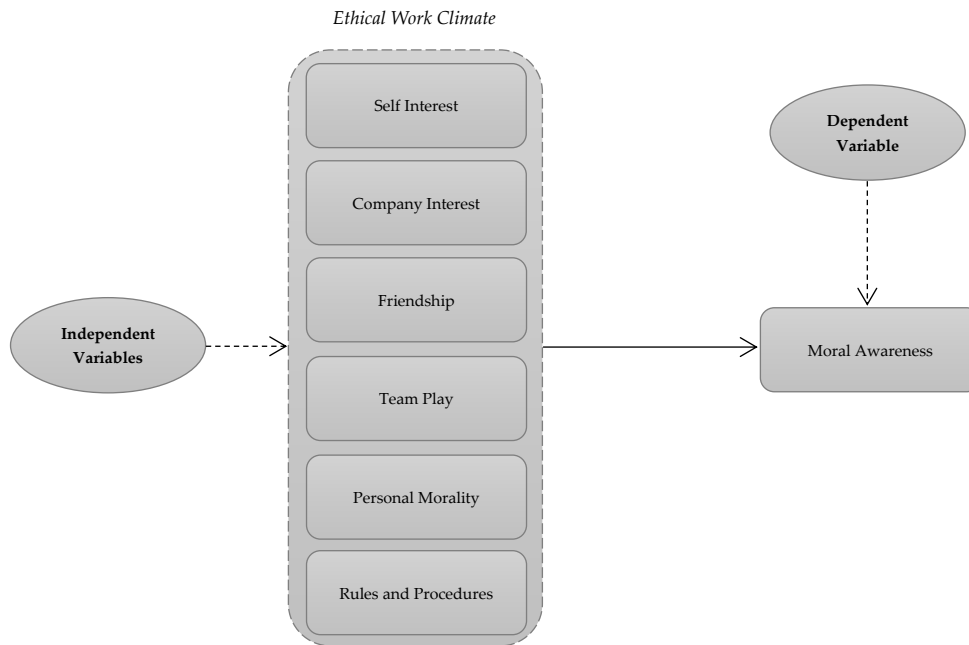 Ethical Work Climate
Self Interest
Company Interest
Friendship
Team Play
Personal Morality
Rules and Procedures
Independent
Variables
Dependent
Variable
Moral Awareness